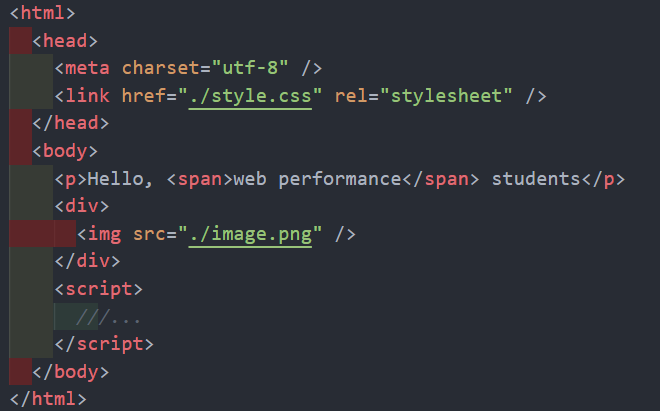 <html>
<head>
<meta charset="utf-8" />
<link href="./style.css" rel="stylesheet" />
</head>
<body>
<p>Hello, <span>web performance</span> students</p>
<div>
<img src="./image.png" />
</div>
<script>
///...
</script>
</body>
</html>